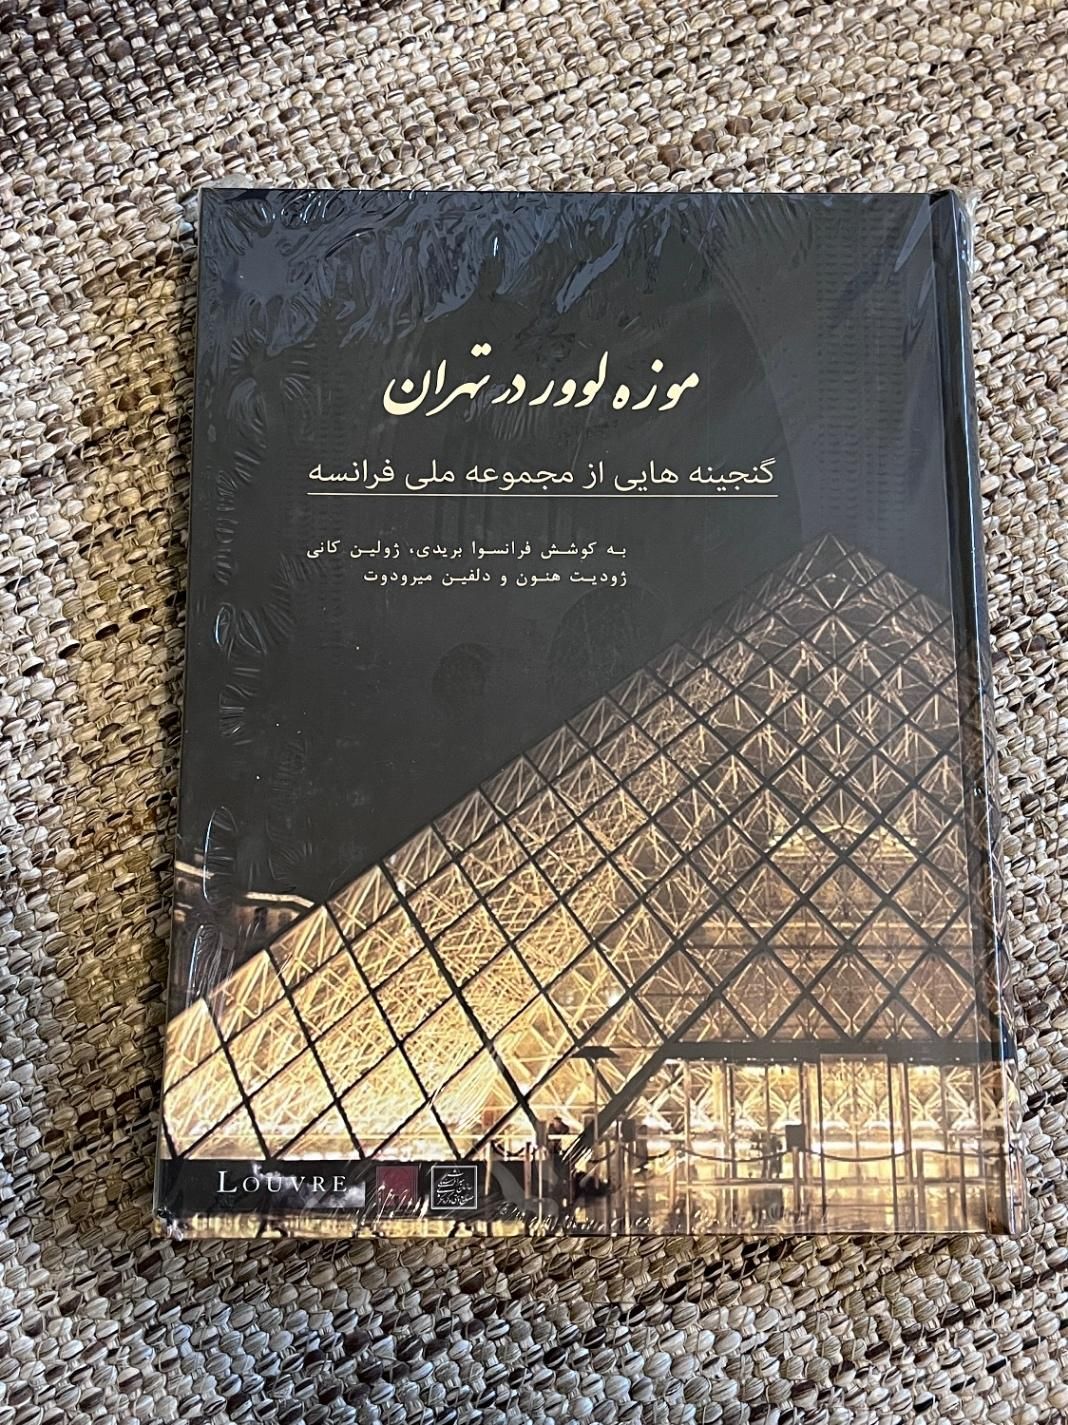 موزه لوور در تهران
گنجینه هایی از مجموعه ملی فرانسه
به کوشش فرانسوا بریدی، ژولین کانی
ژودیت هنون و دلفین میرودوت
LOUVRE